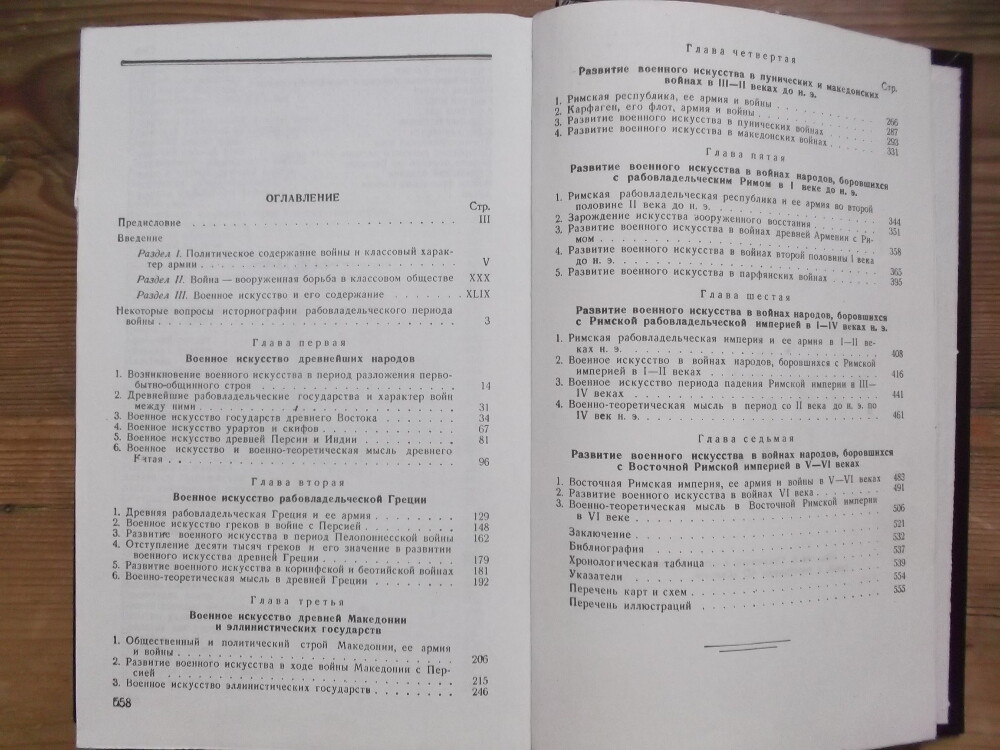 ОГЛАВЛЕНИЕ
Стр.
Предисловие . . . . . . . . . . III
Введение
Раздел I. Политическое содержание войны и классовый харак-
тер армии . . . . . . . . . . V
Раздел II. Война — вооруженная борьба в классовом обществе XXX
Раздел III. Военное искусство и его содержание . . . . . . . XLIX
Некоторые вопросы историографии рабовладельческого периода
войны . . . . . . . . . . 3
Глава первая
Военное искусство древнейших народов
1. Возникновение военного искусства в период разложения перво-
бытно-общинного строя . . . . . . . . . . 14
2. Древнейшие рабовладельческие государства и характер войн
между ними . . . . . . . . . . 31
3. Военное искусство государств древнего Востока . . . . . . . 34
4. Военное искусство урартов и скифов . . . . . . . . . . 67
5. Военное искусство древней Персии и Индии . . . . . . . . 81
6. Военное искусство и военно-теоретическая мысль древнего
Китая . . . . . . . . . . 96
Глава вторая
Военное искусство рабовладельческой Греции
1. Древняя рабовладельческая Греция и ее армия . . . . . . . 129
2. Военное искусство греков в войне с Персией . . . . . . . 148
3. Развитие военного искусства в период Пелопоннесской войны 162
4. Отступление десяти тысяч греков и его значение в развитии
военного искусства древней Греции . . . . . . . . . . 179
5. Развитие военного искусства в коринфской и беотийской войнах 181
6. Военно-теоретическая мысль в древней Греции . . . . . . . 192
Глава третья
Военное искусство древней Македонии
и эллинистических государств
1. Общественный и политический строй Македонии, ее армия
и войны . . . . . . . . . . 206
2. Развитие военного искусства в ходе войны Македонии с Пер-
сией . . . . . . . . . . 215
3. Военное искусство эллинистических государств . . . . . . . 246
558
Глава четвертая
Развитие военного искусства в пунических и македонских
войнах в III—II веках до н. э.
Стр.
1. Римская республика, ее армия и войны . . . . . . . 266
2. Карфаген, его флот, армия и войны . . . . . . . 287
3. Развитие военного искусства в пунических войнах . . . . . 293
4. Развитие военного искусства в македонских войнах . . . . . 331
Глава пятая
Развитие военного искусства в войнах народов, боровшихся
с рабовладельческим Римом в I веке до н. э.
1. Римская рабовладельческая республика и ее армия во второй
половине II века до н. э. . . . . . . . . . . 344
2. Зарождение искусства вооруженного восстания . . . . . . 351
3. Развитие военного искусства в войнах древней Армении с Ри-
мом . . . . . . . . . . 358
4. Развитие военного искусства в войнах второй половины I века
до н. э. . . . . . . . . . . 365
5. Развитие военного искусства в парфянских войнах . . . . . 395
Глава шестая
Развитие военного искусства в войнах народов, боровшихся
с Римской рабовладельческой империей в I—IV веках н. э.
1. Римская рабовладельческая империя и ее армия в I—II ве-
ках н. э. . . . . . . . . . . 408
2. Военное искусство в войнах народов, боровшихся с Римской
империей в I—II веках . . . . . . . . . . 416
3. Военное искусство периода падения Римской империи в III—
IV веках . . . . . . . . . . 441
4. Военно-теоретическая мысль в период со II века до н. э. по
IV век н. э. . . . . . . . . . . 461
Глава седьмая
Развитие военного искусства в войнах народов, боровшихся
с Восточной Римской империей в V—VI веках
1. Восточная Римская империя, ее армия и войны в V—VI веках 483
2. Развитие военного искусства в войнах VI века . . . . . . . 491
3. Военно-теоретическая мысль в Восточной Римской империи
в VI веке . . . . . . . . . . 506
Заключение . . . . . . . . . . 521
Библиография . . . . . . . . . . 532
Хронологическая таблица . . . . . . . . . . 537
Указатели . . . . . . . . . . 539
Перечень карт и схем . . . . . . . . . . 554
Перечень иллюстраций . . . . . . . . . . 555